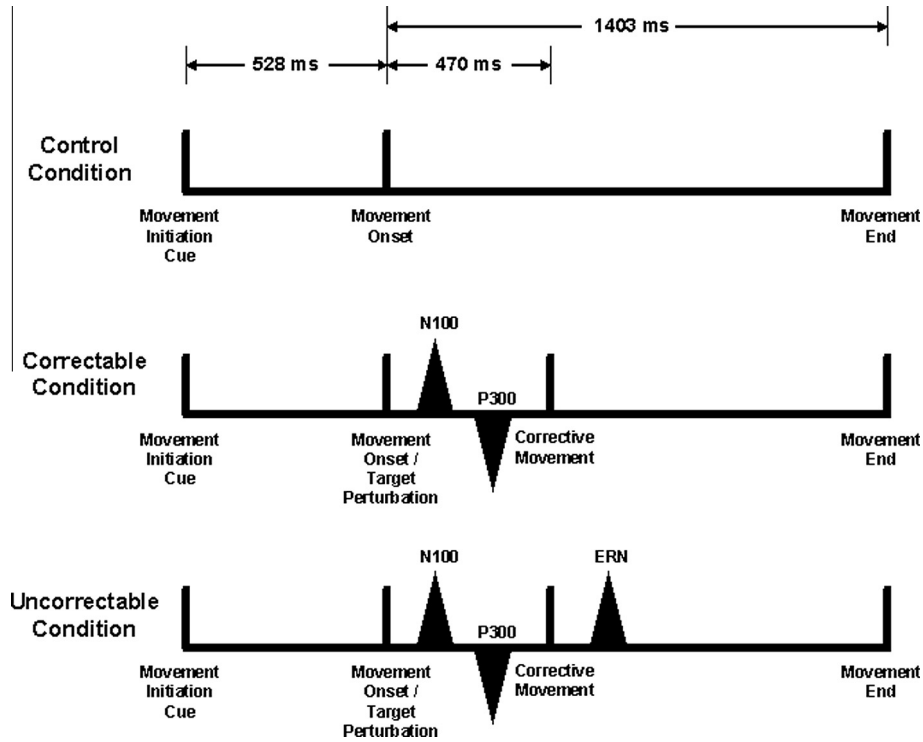 1403 ms
528 ms
470 ms
Control
Condition
Movement
Initiation
Cue
Movement
Onset
Movement
End
N100
Correctable
Condition
P300
Movement
Initiation
Cue
Movement
Onset /
Target
Perturbation
Corrective
Movement
Movement
End
N100
ERN
Uncorrectable
Condition
P300
Movement
Initiation
Cue
Movement
Onset /
Target
Perturbation
Corrective
Movement
Movement
End